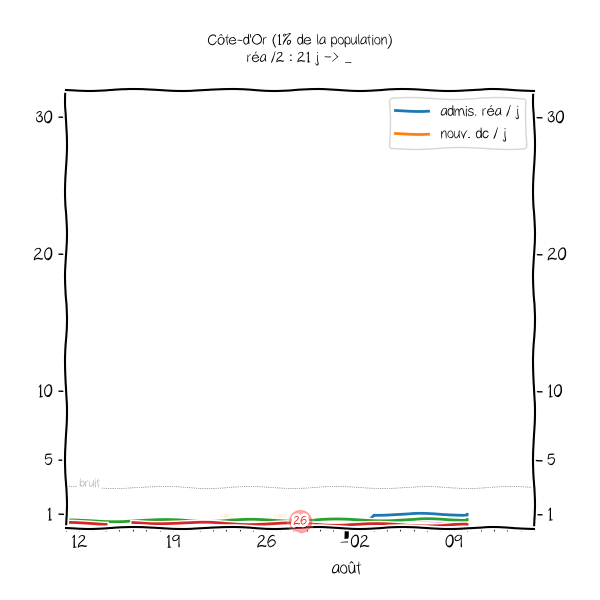 Côte-d'Or (1% de la population)
réa /2 : 21 j -> _
admis. réa / j
nouv. dc / j
30 30
20 20
10 10
5 5
bruit
1 26 1
12 19 26 02 09
août